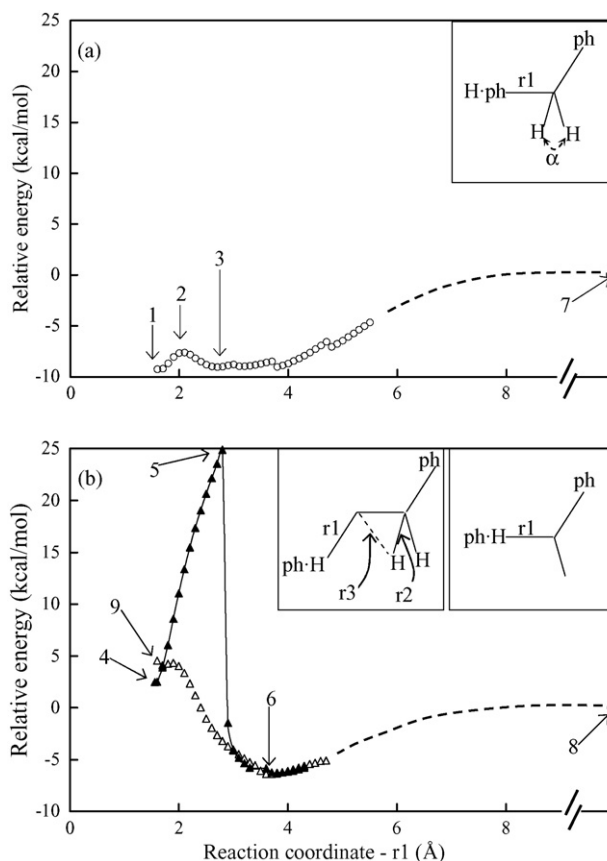 Relative energy (kcal/mol)
25
20
15
10
5
0
-5
-10
(a)
1
2
3
7
ph
H·ph
r1
H
H
α
0
2
4
6
8
Relative energy (kcal/mol)
25
20
15
10
5
0
-5
-10
(b)
5
9
4
6
8
ph
r1
ph·H
H
H
r3
r2
ph
ph·H
r1
0
2
4
6
8
Reaction coordinate - r1 (Å)